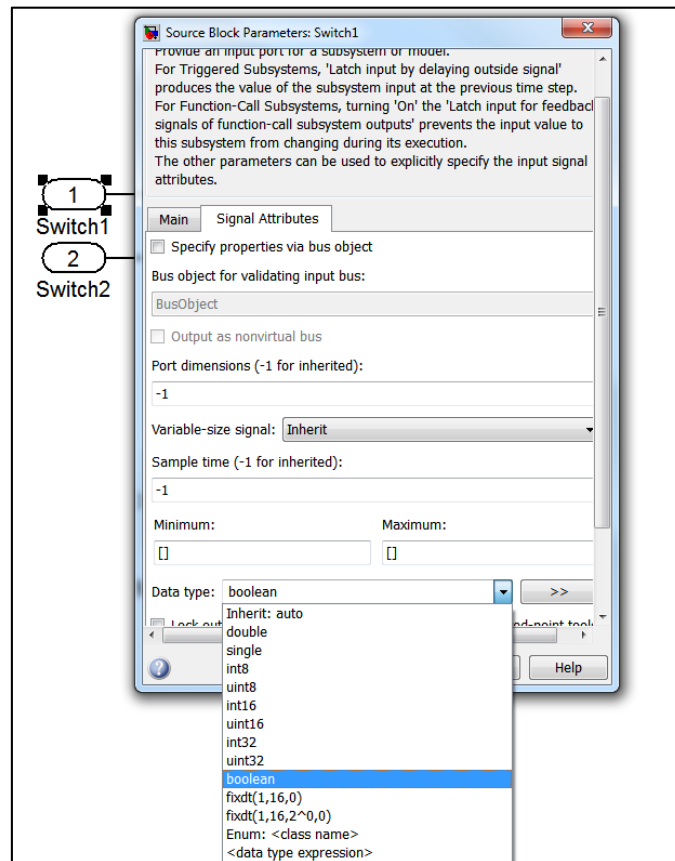 Source Block Parameters: Switch1
Provide an input port for a subsystem or model.
For Triggered Subsystems, 'Latch input by delaying outside signal'
produces the value of the subsystem input at the previous time step.
For Function-Call Subsystems, turning 'On' the 'Latch input for feedback
signals of function-call subsystem outputs' prevents the input value to
this subsystem from changing during its execution.
The other parameters can be used to explicitly specify the input signal
attributes.
1
Switch1
2
Switch2
Main Signal Attributes
Specify properties via bus object
Bus object for validating input bus:
BusObject
Output as nonvirtual bus
Port dimensions (-1 for inherited):
-1
Variable-size signal: Inherit
Sample time (-1 for inherited):
-1
Minimum: Maximum:
[] []
Data type: boolean >>
Inherit: auto
double
single
int8
uint8
int16
uint16
int32
uint32
boolean
fixdt(1,16,0)
fixdt(1,16,2^0,0)
Enum: <class name>
<data type expression>
Help